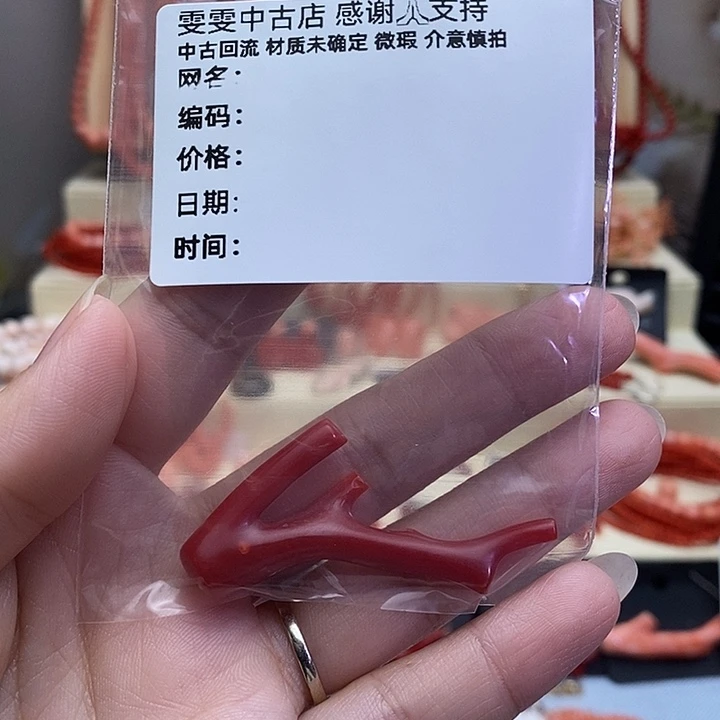 雯雯中古店 感谢支持
中古回流 材质未确定 微瑕 介意慎拍
网名：
编码：
价格：
日期:
时间：